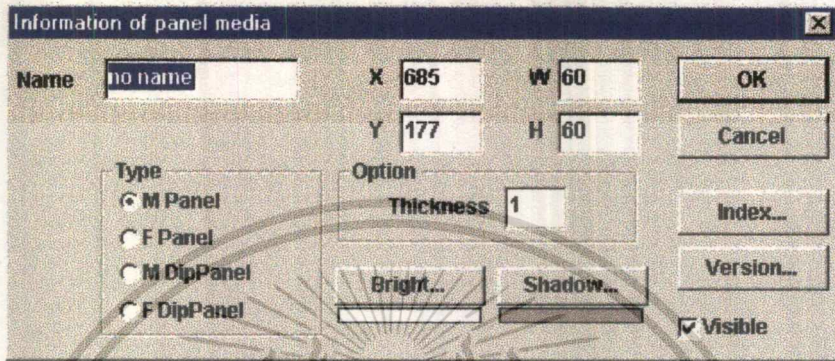 Information of panel media
Name no name X 685 W 60 OK
Y 177 H 60 Cancel
Type Option
M Panel Thickness 1 Index...
F Panel
M DipPanel Bright... Shadow... Version...
F DipPanel Visible